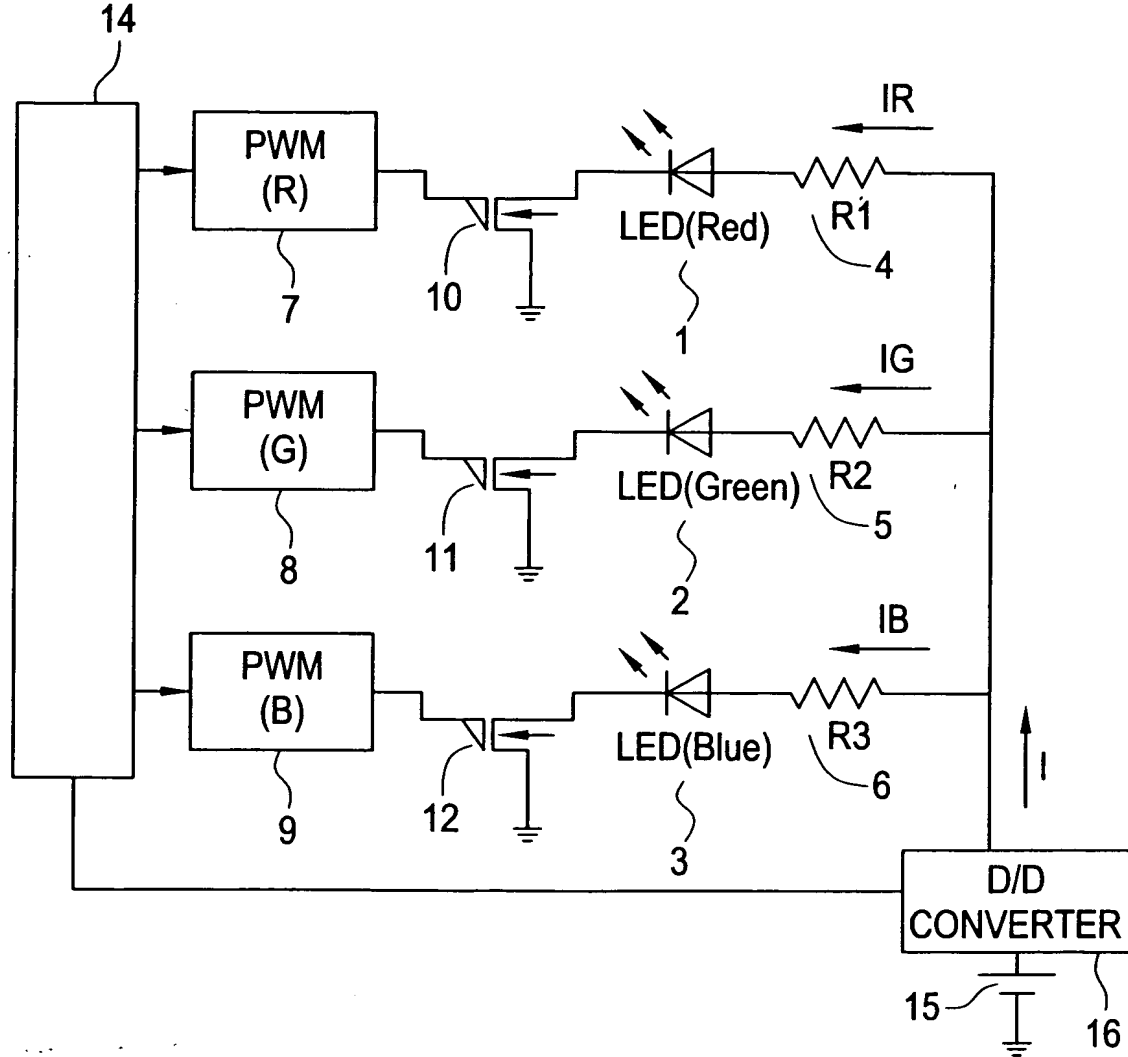 14
IR
PWM
(R)
LED(Red)
R1
7
10
1
4
IG
PWM
(G)
LED(Green)
R2
8
11
2
5
IB
PWM
(B)
LED(Blue)
R3
9
12
3
6
I
D/D
CONVERTER
15
16